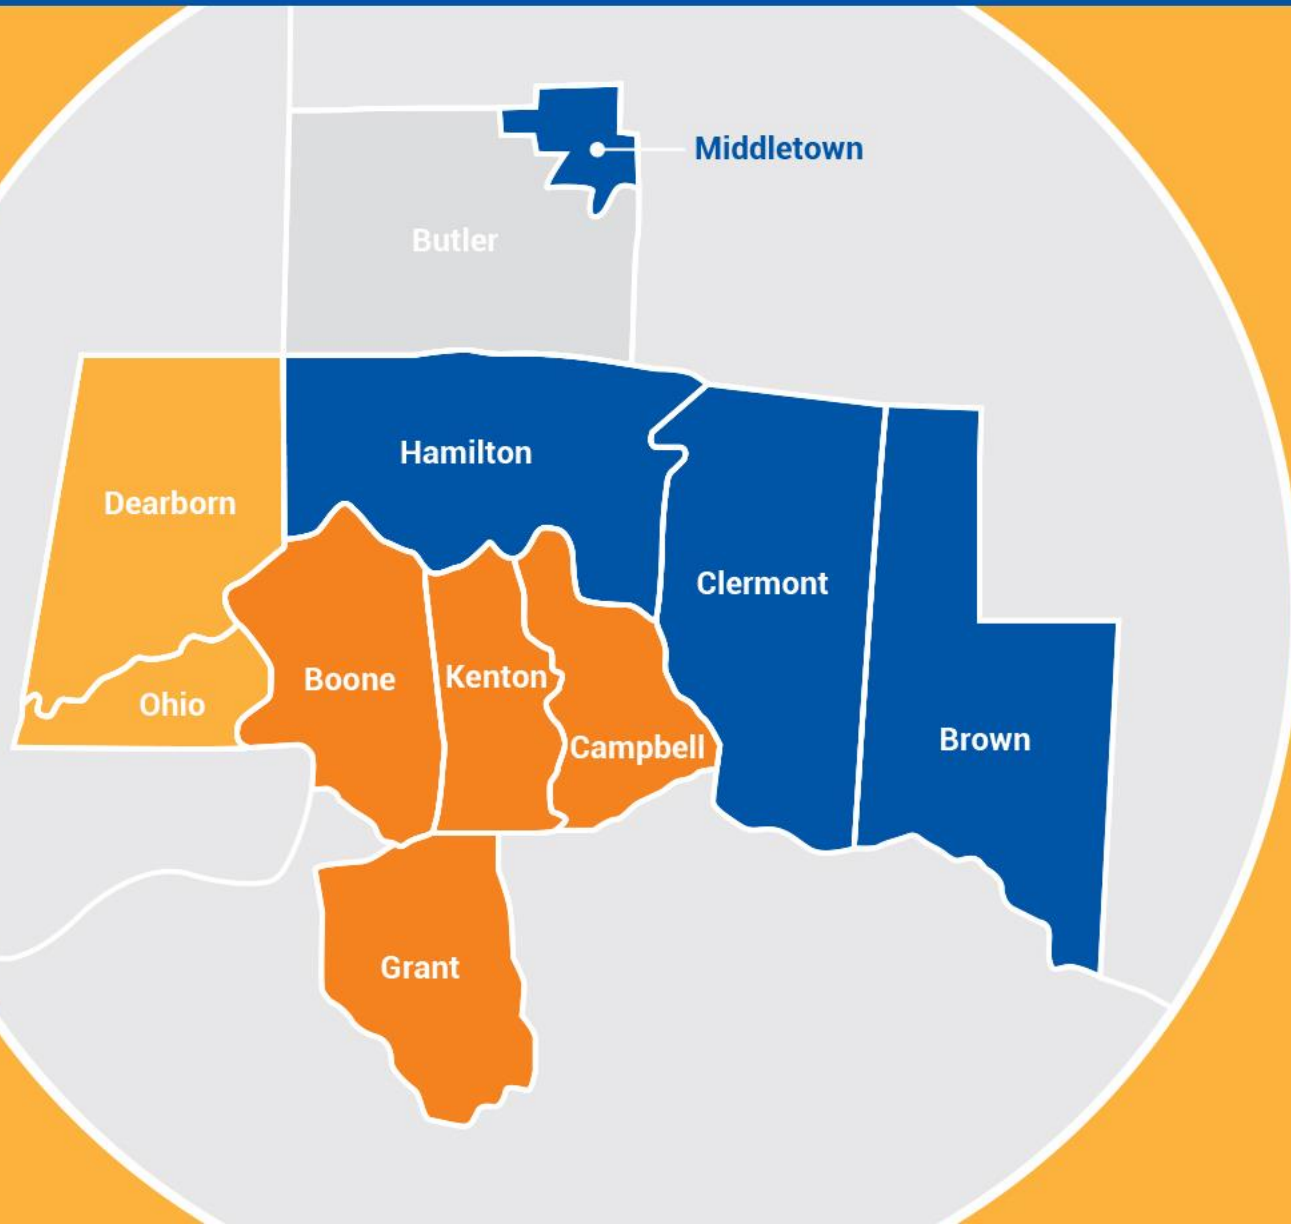 Middletown
Butler
Hamilton
Dearborn
Clermont
Boone
Kenton
Ohio
Brown
Campbell
Grant